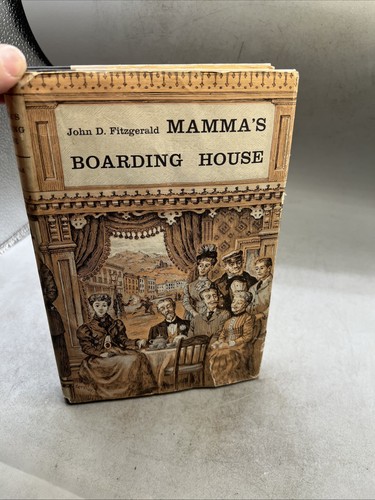 John D. Fitzgerald MAMMA'S
BOARDING HOUSE